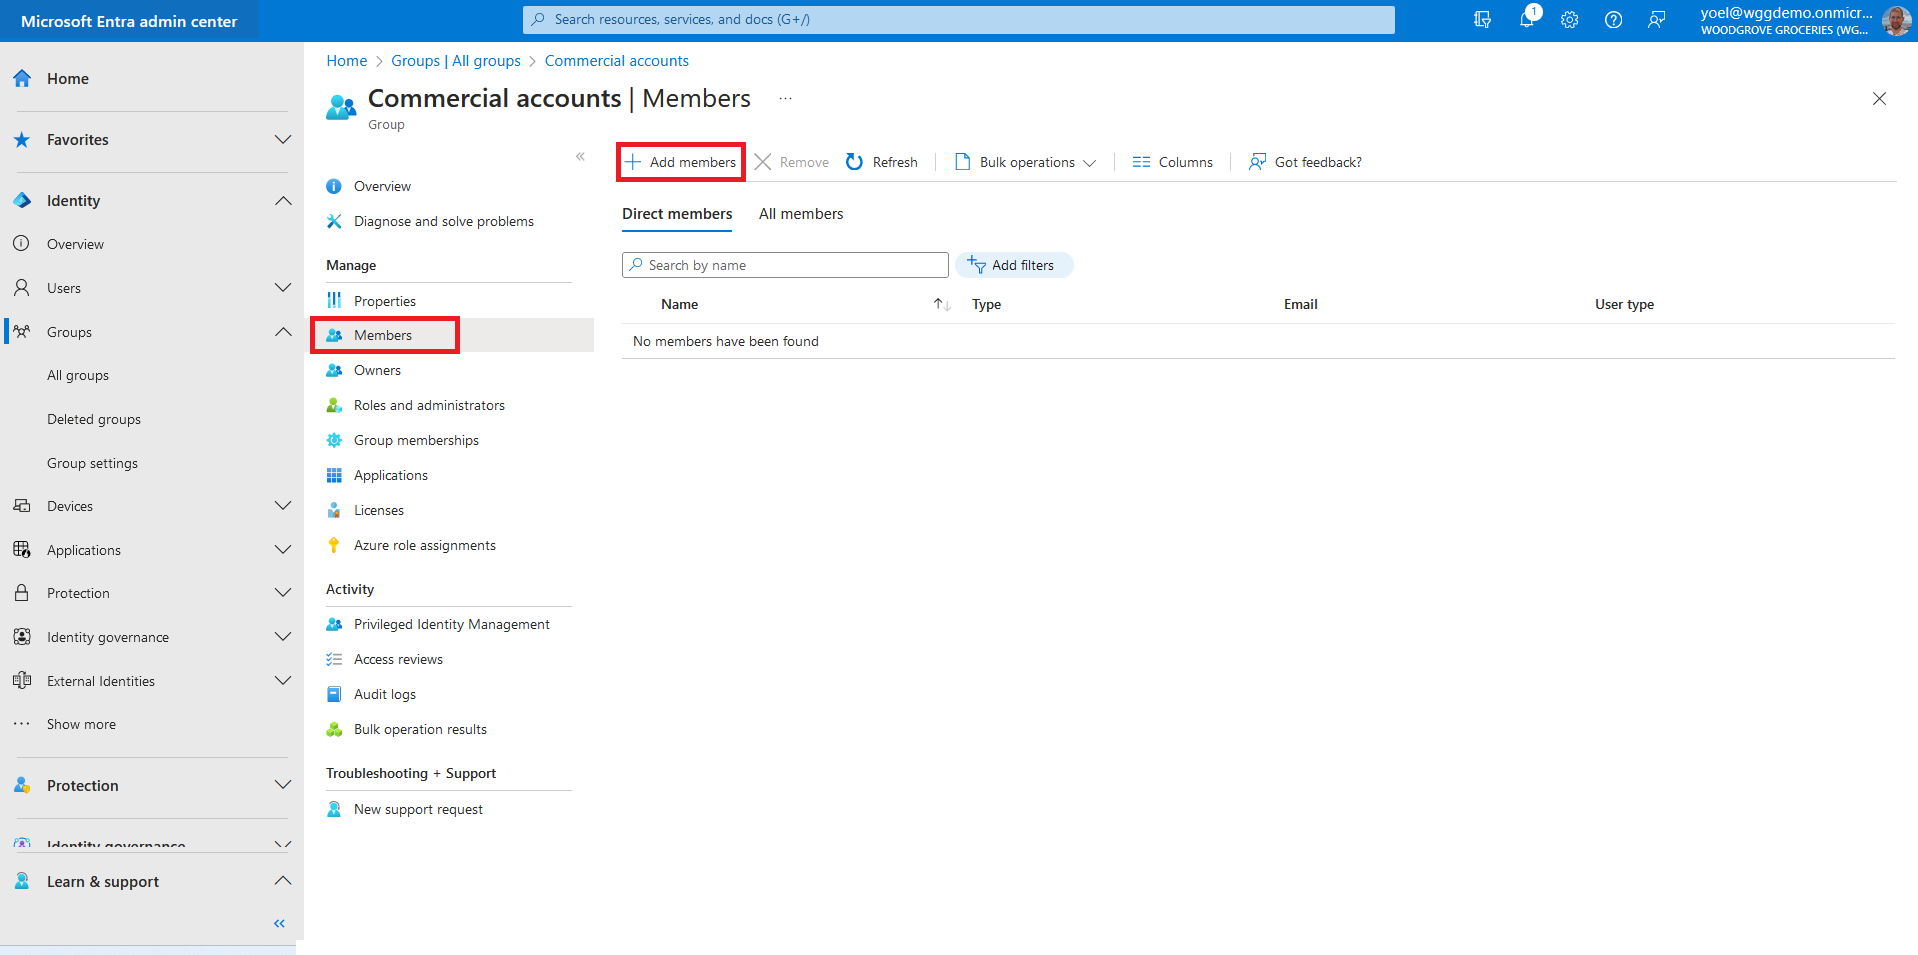 Microsoft Entra admin center
Search resources, services, and docs (G+/)
1
yoel@wggdemo.onmicr...
WOODGROVE GROCERIES (WG...
Home
Favorites
Identity
Overview
Users
Groups
All groups
Deleted groups
Group settings
Devices
Applications
Protection
Identity governance
External Identities
Show more
Protection
Identity governance
Learn & support
Home > Groups | All groups > Commercial accounts
Commercial accounts | Members ...
Group
Overview
Diagnose and solve problems
Manage
Properties
Members
Owners
Roles and administrators
Group memberships
Applications
Licenses
Azure role assignments
Activity
Privileged Identity Management
Access reviews
Audit logs
Bulk operation results
Troubleshooting + Support
New support request
Add members Remove Refresh Bulk operations Columns Got feedback?
Direct members All members
Search by name Add filters
Name Type Email User type
No members have been found